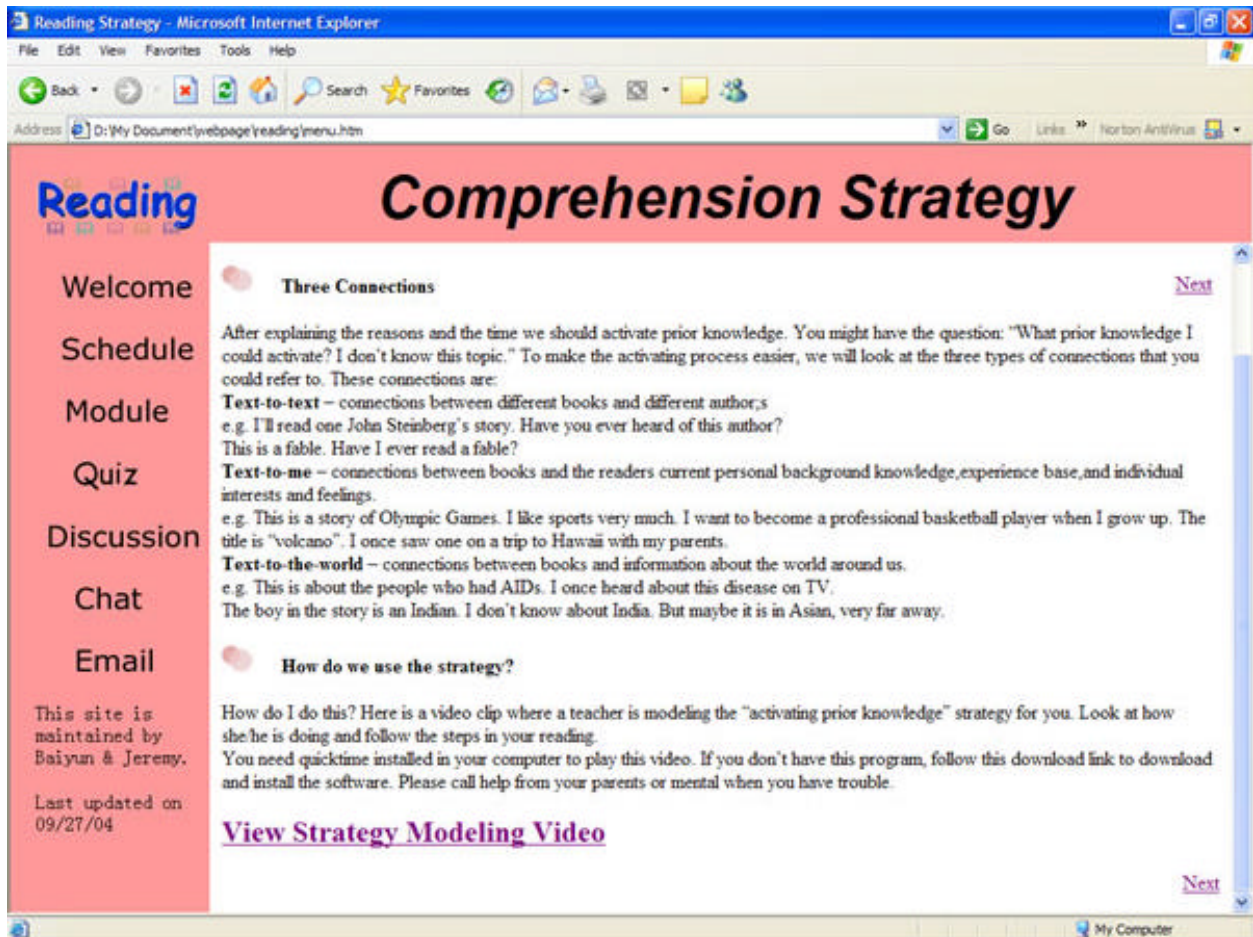 Reading Strategy - Microsoft Internet Explorer
File Edit View Favorites Tools Help
Back Search Favorites
Address D:\My Document\webpage\reading\menu.htm Go Links » Norton AntiVirus
Reading
Comprehension Strategy
Welcome
Schedule
Module
Quiz
Discussion
Chat
Email
This site is
maintained by
Baiyun & Jeremy.
Last updated on
09/27/04
Three Connections
Next
After explaining the reasons and the time we should activate prior knowledge. You might have the question: “What prior knowledge I
could activate? I don`t know this topic.” To make the activating process easier, we will look at the three types of connections that you
could refer to. These connections are:
Text-to-text – connections between different books and different author;s
e.g. I’ll read one John Steinberg’s story. Have you ever heard of this author?
This is a fable. Have I ever read a fable?
Text-to-me – connections between books and the readers current personal background knowledge,experience base,and individual
interests and feelings.
e.g. This is a story of Olympic Games. I like sports very much. I want to become a professional basketball player when I grow up. The
title is “volcano”. I once saw one on a trip to Hawaii with my parents.
Text-to-the-world – connections between books and information about the world around us.
e.g. This is about the people who had AIDs. I once heard about this disease on TV.
The boy in the story is an Indian. I don`t know about India. But maybe it is in Asian, very far away.
How do we use the strategy?
How do I do this? Here is a video clip where a teacher is modeling the “activating prior knowledge” strategy for you. Look at how
she/he is doing and follow the steps in your reading.
You need quicktime installed in your computer to play this video. If you don`t have this program, follow this download link to download
and install the software. Please call help from your parents or mental when you have trouble.
View Strategy Modeling Video
Next
My Computer